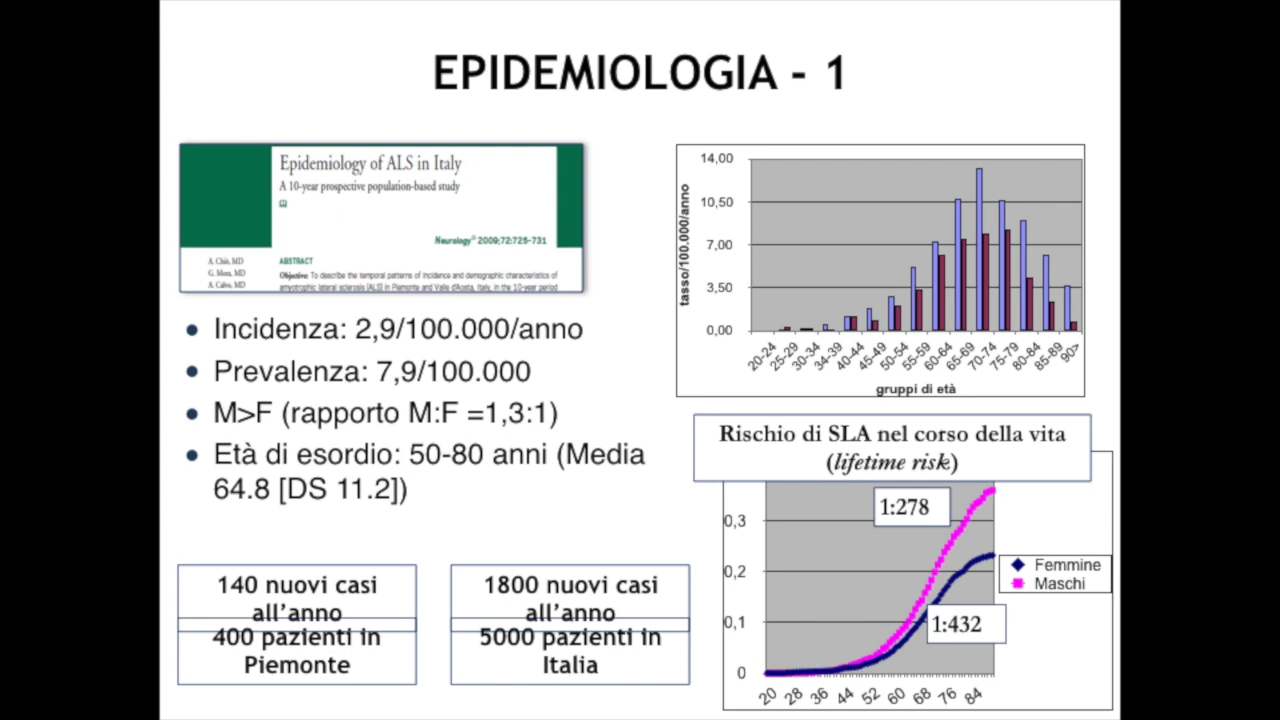 EPIDEMIOLOGIA - 1
Epidemiology of ALS in Italy
A 10-year prospective population-based study
Neurology® 2009;72:725–731
A. Chiò, MD
G. Mora, MD
A. Calvo, MD
ABSTRACT
Objective: To describe the temporal patterns of incidence and demographic characteristics of
amyotrophic lateral sclerosis (ALS) in Piemonte and Valle d'Aosta, Italy, in the 10-year period
• Incidenza: 2,9/100.000/anno
• Prevalenza: 7,9/100.000
• M>F (rapporto M:F =1,3:1)
• Età di esordio: 50-80 anni (Media
64.8 [DS 11.2])
140 nuovi casi
all’anno
400 pazienti in
Piemonte
1800 nuovi casi
all’anno
5000 pazienti in
Italia
14,00
10,50
7,00
3,50
0,00
tasso/100.000/anno
20-24
25-29
30-34
34-39
40-44
45-49
50-54
55-59
60-64
65-69
70-74
75-79
80-84
85-89
90>
gruppi di età
Rischio di SLA nel corso della vita
(lifetime risk)
1:278
0,3
0,2
0,1
0
1:432
Femmine
Maschi
20 28 36 44 52 60 68 76 84